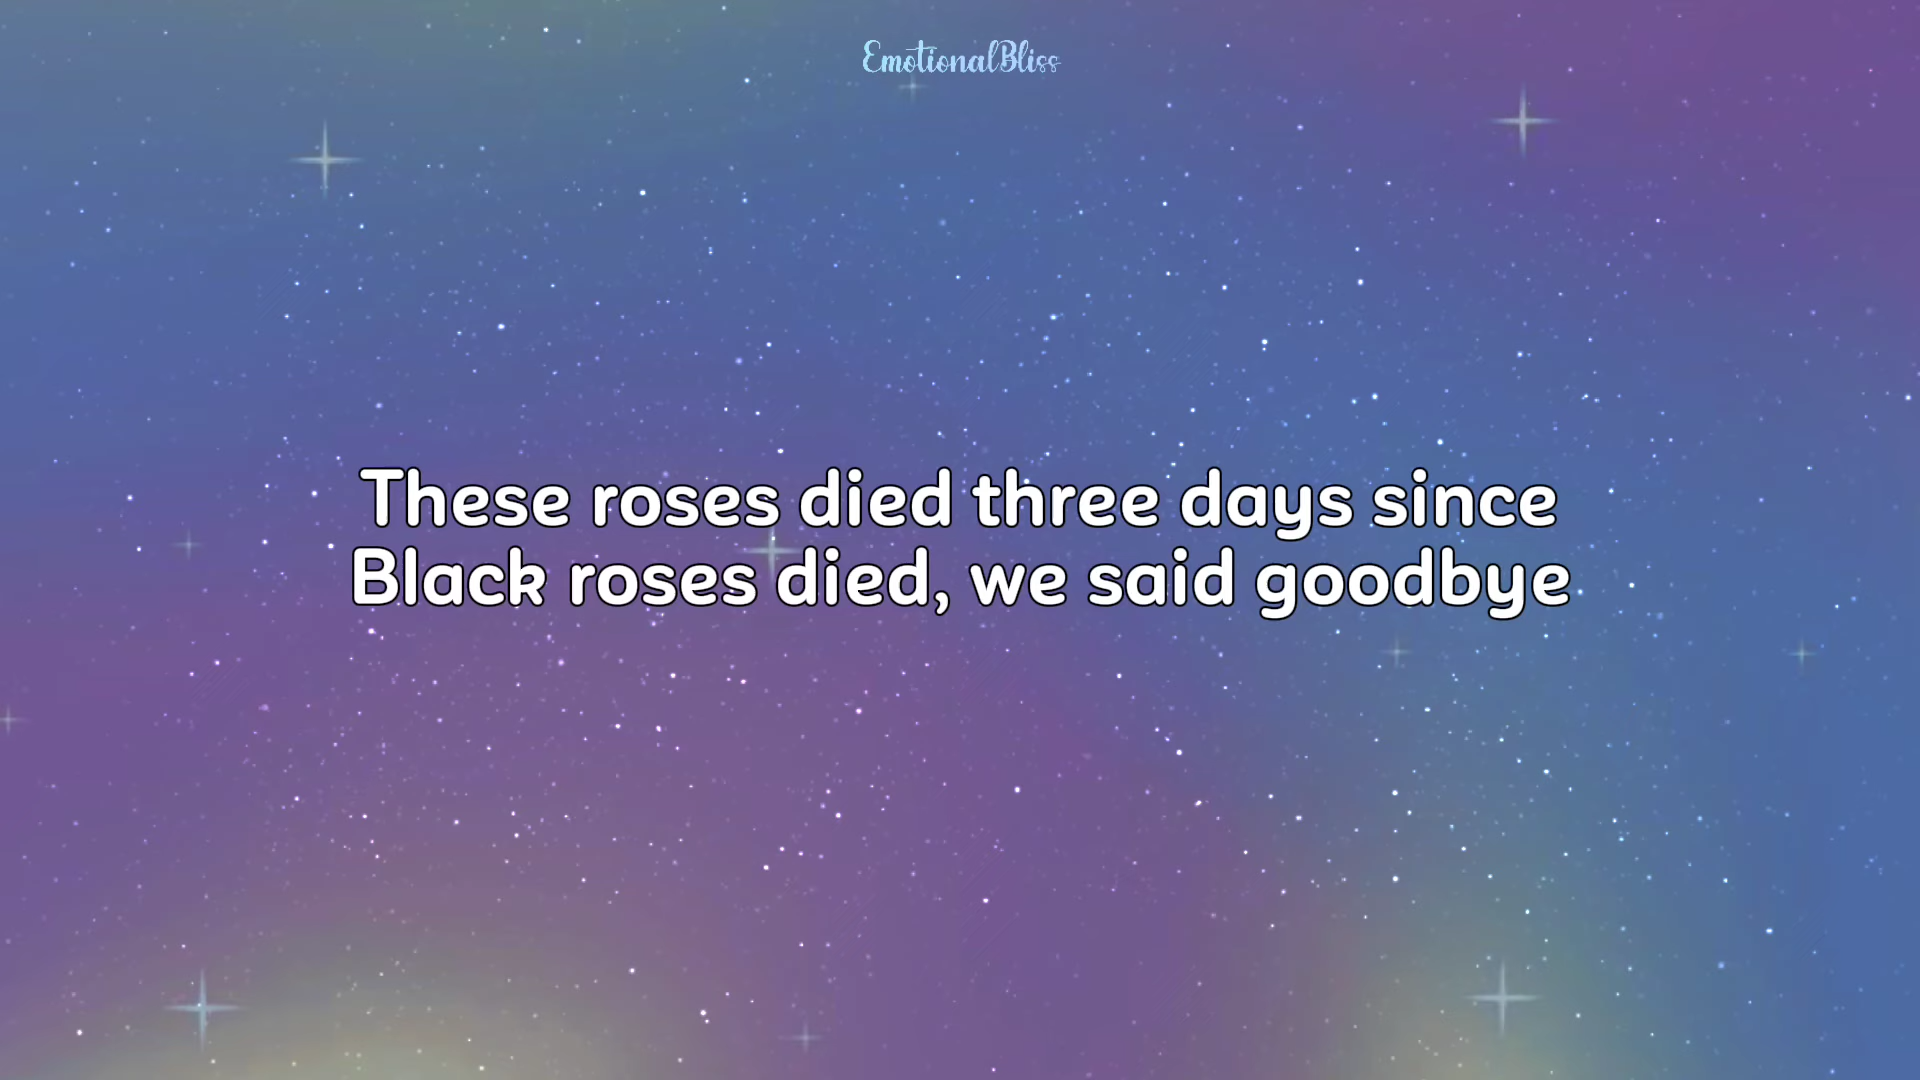 EmotionalBliss
These roses died three days since
Black roses died, we said goodbye